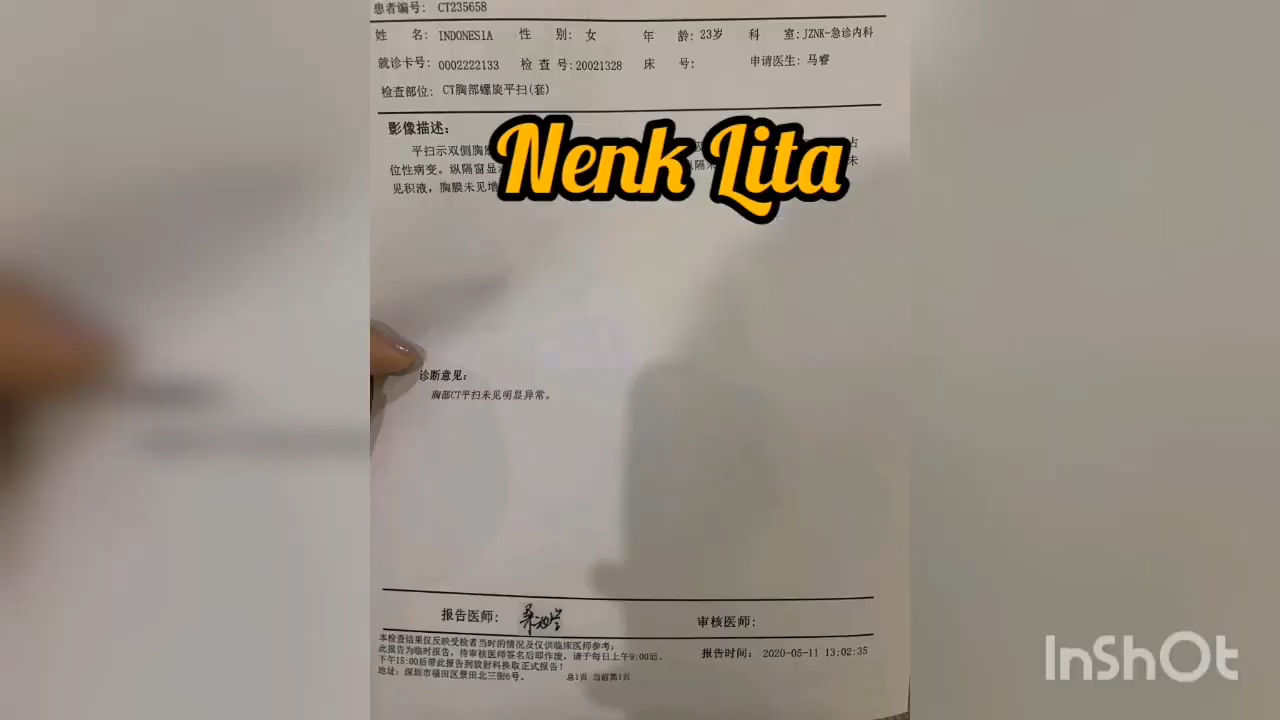 患者编号: CT235658
姓 名: INDONESIA 性 别: 女 年 龄: 23岁 科 室: JZNK-急诊内科
就诊卡号: 0002222133 检 查 号: 20021328 床 号: 申请医生: 马睿
检查部位: CT胸部螺旋平扫(套)
影像描述:
Nenk Lita
平扫示双侧胸 占
位性病变。纵隔窗显 纵隔未
见积液, 胸膜未见增
诊断意见:
胸部CT平扫未见明显异常。
报告医师: 审核医师:
本检查结果仅反映受检者当时的情况及仅供临床医师参考;
此报告为临时报告, 待审核医师签名后即作废, 请于每日上午9:00后、
下午15:00后带此报告到放射科换取正式报告!
报告时间: 2020-05-11 13:02:35
地址: 深圳市福田区景田北三街6号。 总1页 当前第1页
InShOt